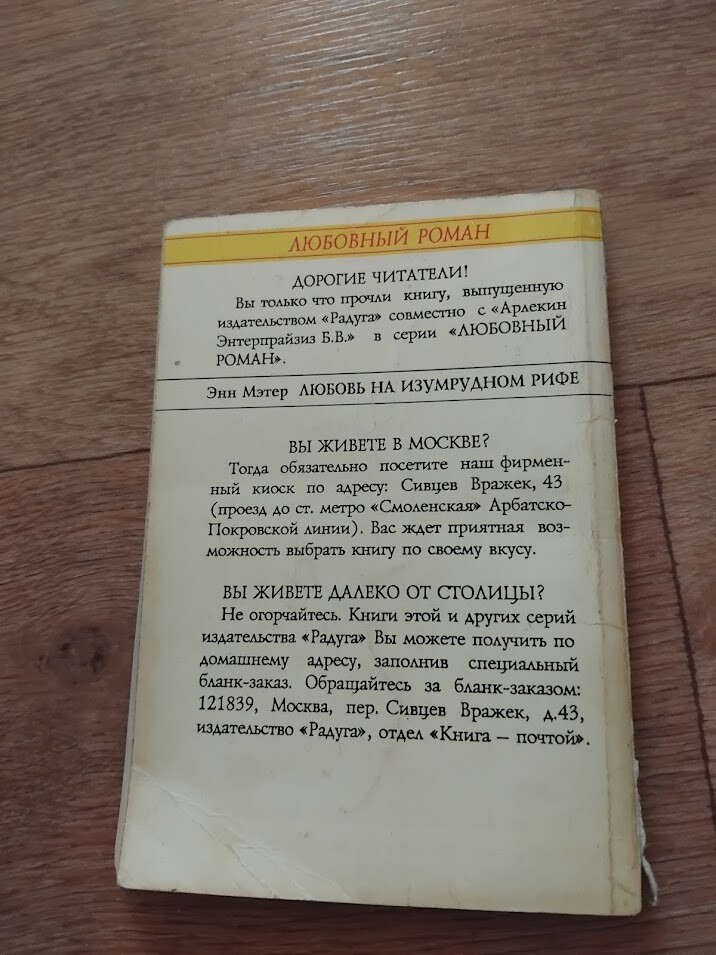 ЛЮБОВНЫЙ РОМАН
ДОРОГИЕ ЧИТАТЕЛИ!
Вы только что прочли книгу, выпущенную
издательством «Радуга» совместно с «Арлекин
Энтерпрайзиз Б.В.» в серии «ЛЮБОВНЫЙ
РОМАН».
Энн Мэтер ЛЮБОВЬ НА ИЗУМРУДНОМ РИФЕ
ВЫ ЖИВЕТЕ В МОСКВЕ?
Тогда обязательно посетите наш фирмен-
ный киоск по адресу: Сивцев Вражек, 43
(проезд до ст. метро «Смоленская» Арбатско-
Покровской линии). Вас ждет приятная воз-
можность выбрать книгу по своему вкусу.
ВЫ ЖИВЕТЕ ДАЛЕКО ОТ СТОЛИЦЫ?
Не огорчайтесь. Книги этой и других серий
издательства «Радуга» Вы можете получить по
домашнему адресу, заполнив специальный
бланк-заказ. Обращайтесь за бланк-заказом:
121839, Москва, пер. Сивцев Вражек, д.43,
издательство «Радуга», отдел «Книга – почтой».